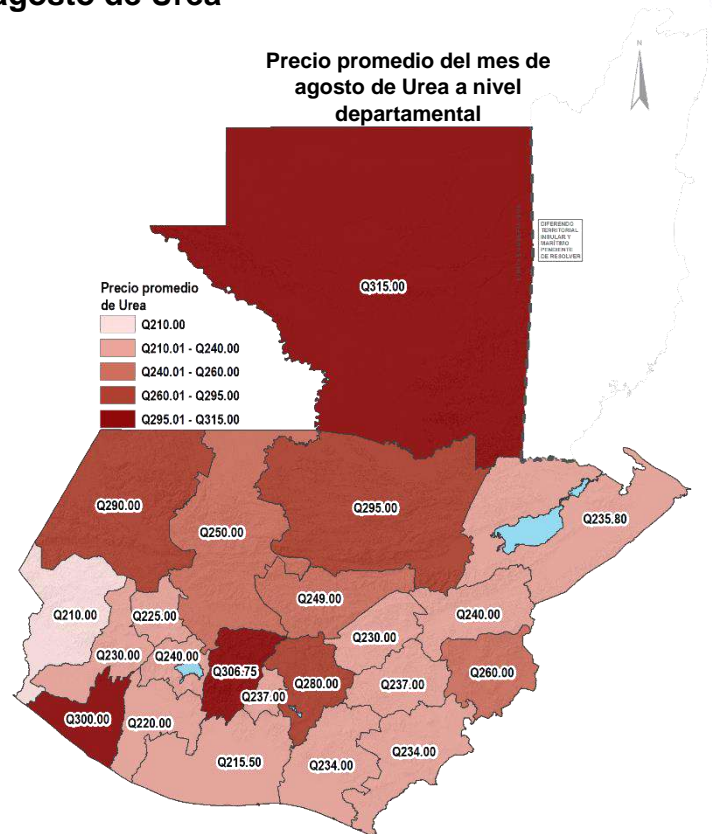 agosto de Urea
Precio promedio del mes de
agosto de Urea a nivel
departamental
N
DIFERENDO
TERRITORIAL
INSULAR Y
MARÍTIMO
PENDIENTE
DE RESOLVER
Q315.00
Precio promedio
de Urea
Q210.00
Q210.01 - Q240.00
Q240.01 - Q260.00
Q260.01 - Q295.00
Q295.01 - Q315.00
Q290.00
Q250.00
Q295.00
Q235.80
Q210.00
Q225.00
Q249.00
Q240.00
Q230.00
Q230.00
Q240.00
Q306.75
Q237.00
Q280.00
Q237.00
Q260.00
Q300.00
Q220.00
Q215.50
Q234.00
Q234.00